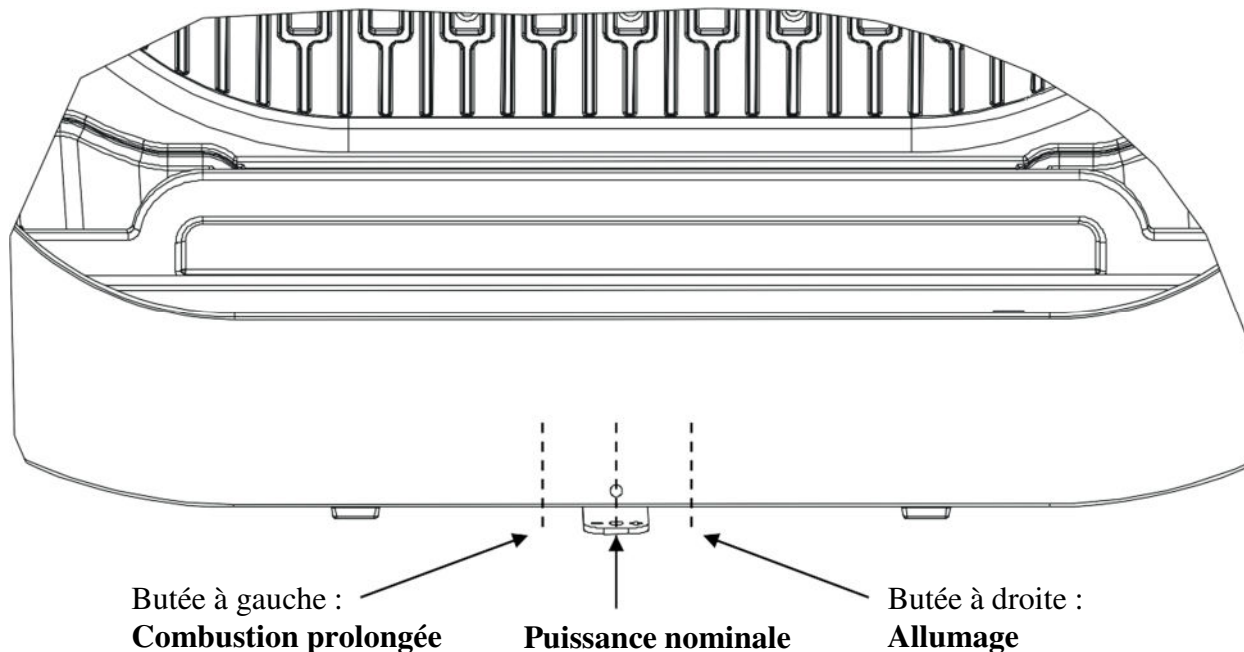 Butée à gauche :
Combustion prolongée
Puissance nominale
Butée à droite :
Allumage